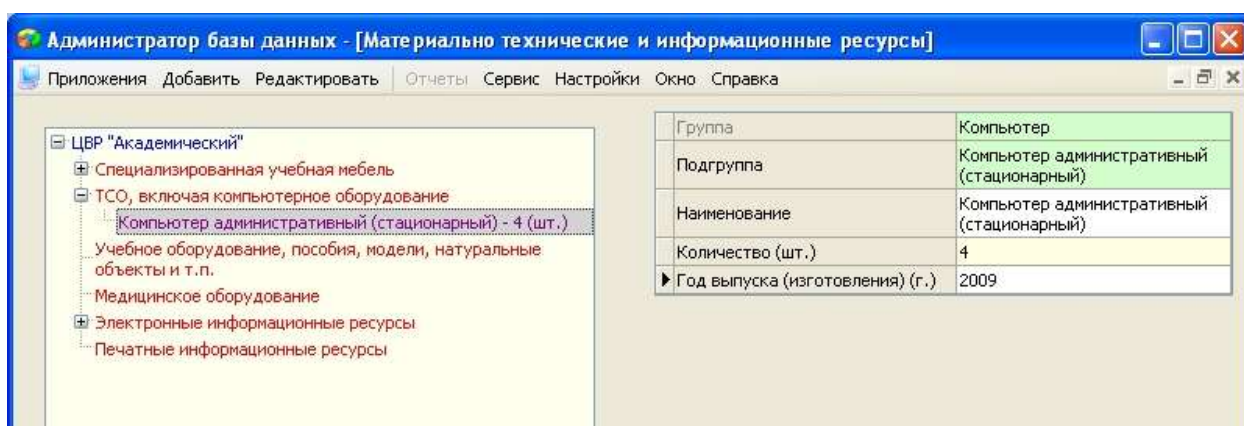 Администратор базы данных - [Материально технические и информационные ресурсы]
Приложения Добавить Редактировать Отчеты Сервис Настройки Окно Справка
ЦВР "Академический"
Специализированная учебная мебель
ТСО, включая компьютерное оборудование
Компьютер административный (стационарный) - 4 (шт.)
Учебное оборудование, пособия, модели, натуральные
объекты и т.п.
Медицинское оборудование
Электронные информационные ресурсы
Печатные информационные ресурсы
Группа Компьютер
Подгруппа Компьютер административный
(стационарный)
Наименование Компьютер административный
(стационарный)
Количество (шт.) 4
Год выпуска (изготовления) (г.) 2009